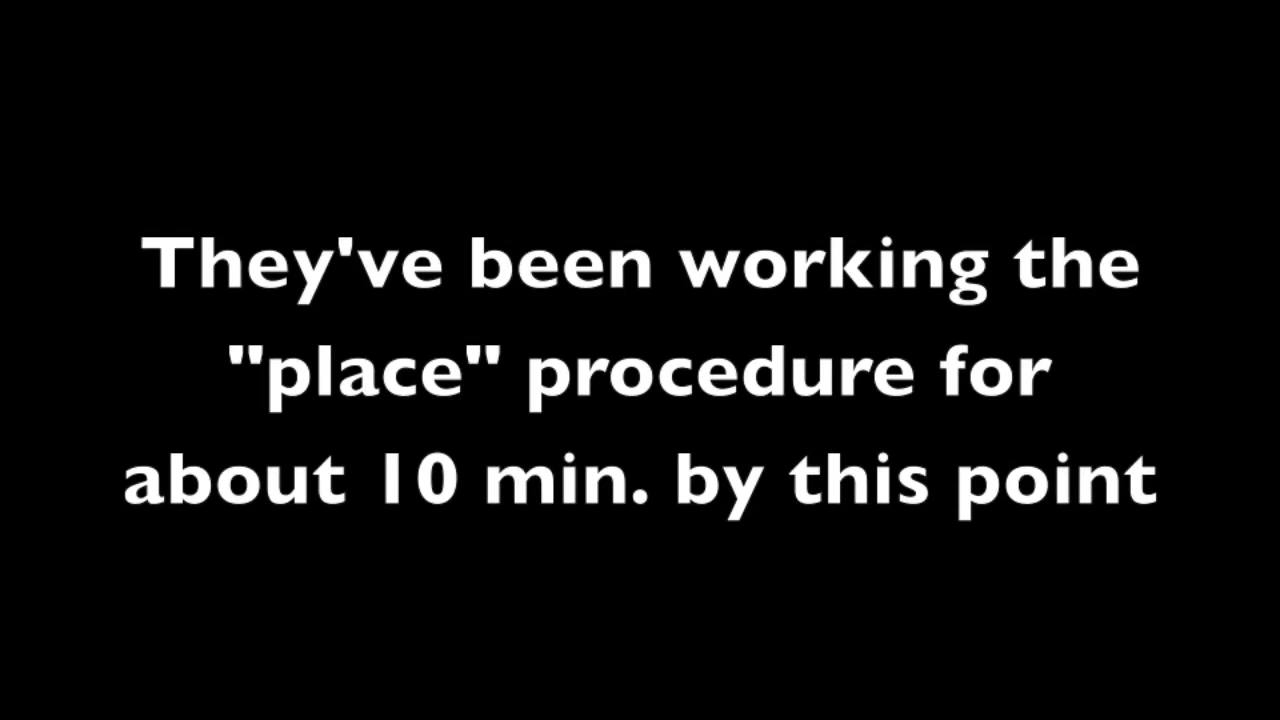 They've been working the
"place" procedure for
about 10 min. by this point